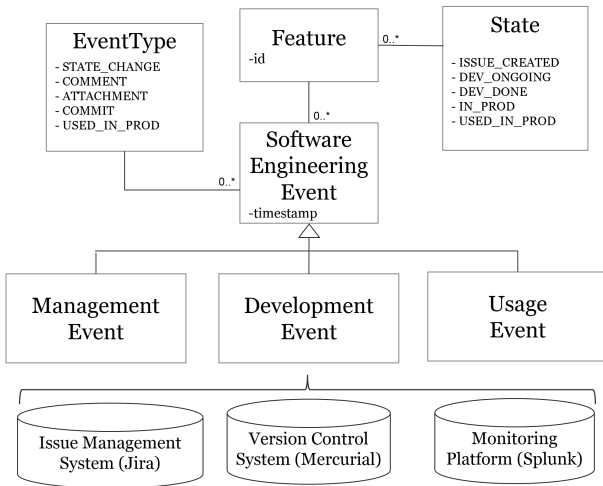 EventType
- STATE_CHANGE
- COMMENT
- ATTACHMENT
- COMMIT
- USED_IN_PROD
Feature
-id
0..*
State
- ISSUE_CREATED
- DEV_ONGOING
- DEV_DONE
- IN_PROD
- USED_IN_PROD
0..*
0..*
Software
Engineering
Event
-timestamp
Management
Event
Development
Event
Usage
Event
Issue Management
System (Jira)
Version Control
System (Mercurial)
Monitoring
Platform (Splunk)